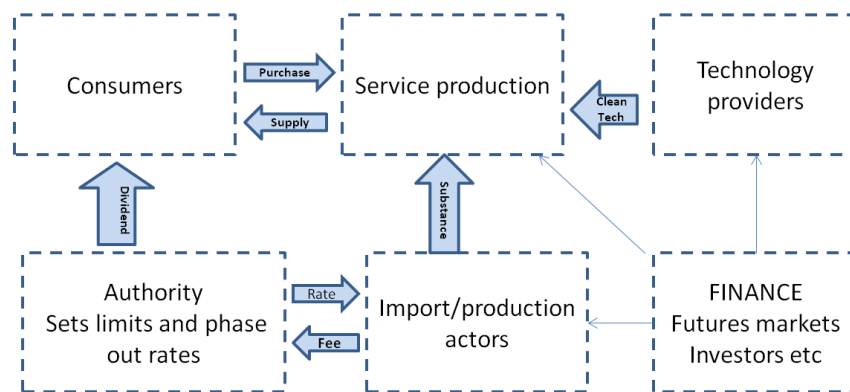 Consumers
Purchase
Supply
Service production
Clean
Tech
Technology
providers
Dividend
Substance
Authority
Sets limits and phase
out rates
Rate
Fee
Import/production
actors
FINANCE
Futures markets
Investors etc